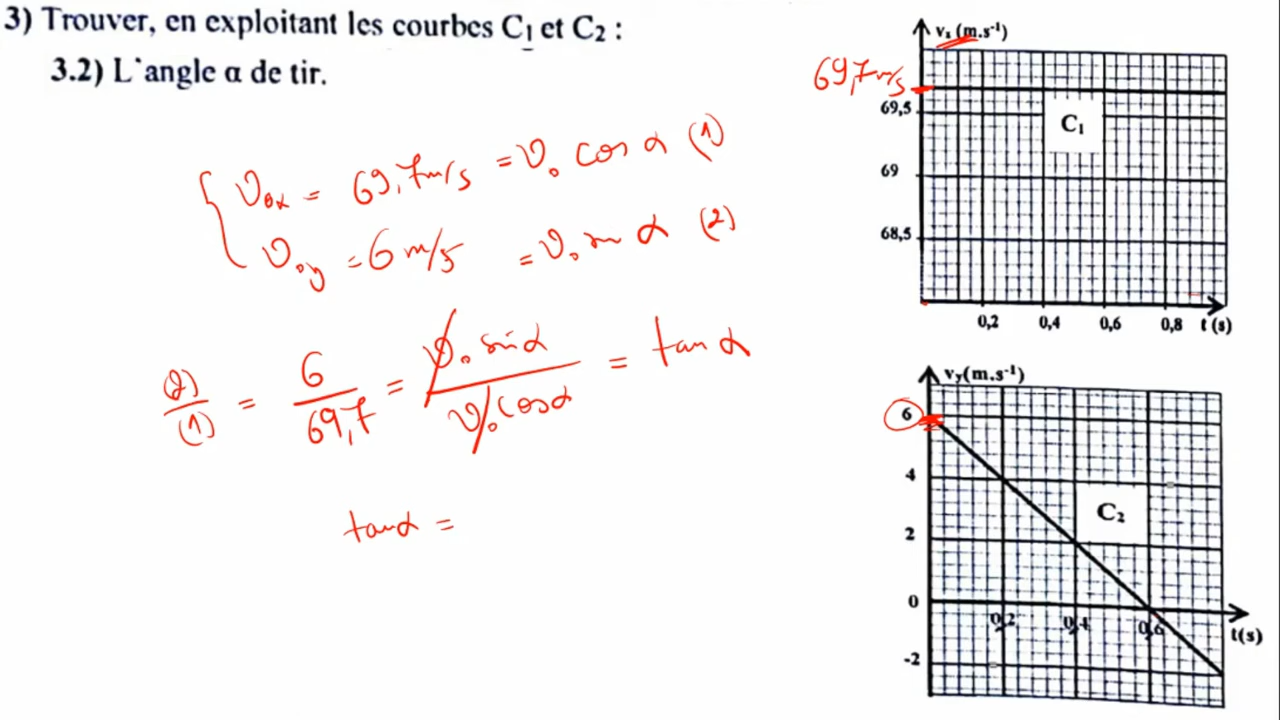 3) Trouver, en exploitant les courbes C₁ et C₂ :
3.2) L'angle α de tir.
v₀ₓ = 69,7 m/s = v₀ cos α (1)
v₀y = 6 m/s = v₀ sin α (2)
(2)/(1) = 6/69,7 = v₀ sin α / v₀ cos α = tan α
tan α =
vₓ (m.s⁻¹)
69,7 m/s
69,5
C₁
69
68,5
0,2 0,4 0,6 0,8 t (s)
vy(m.s⁻¹)
6
4
C₂
2
0
0,2 0,4 0,6 t(s)
-2